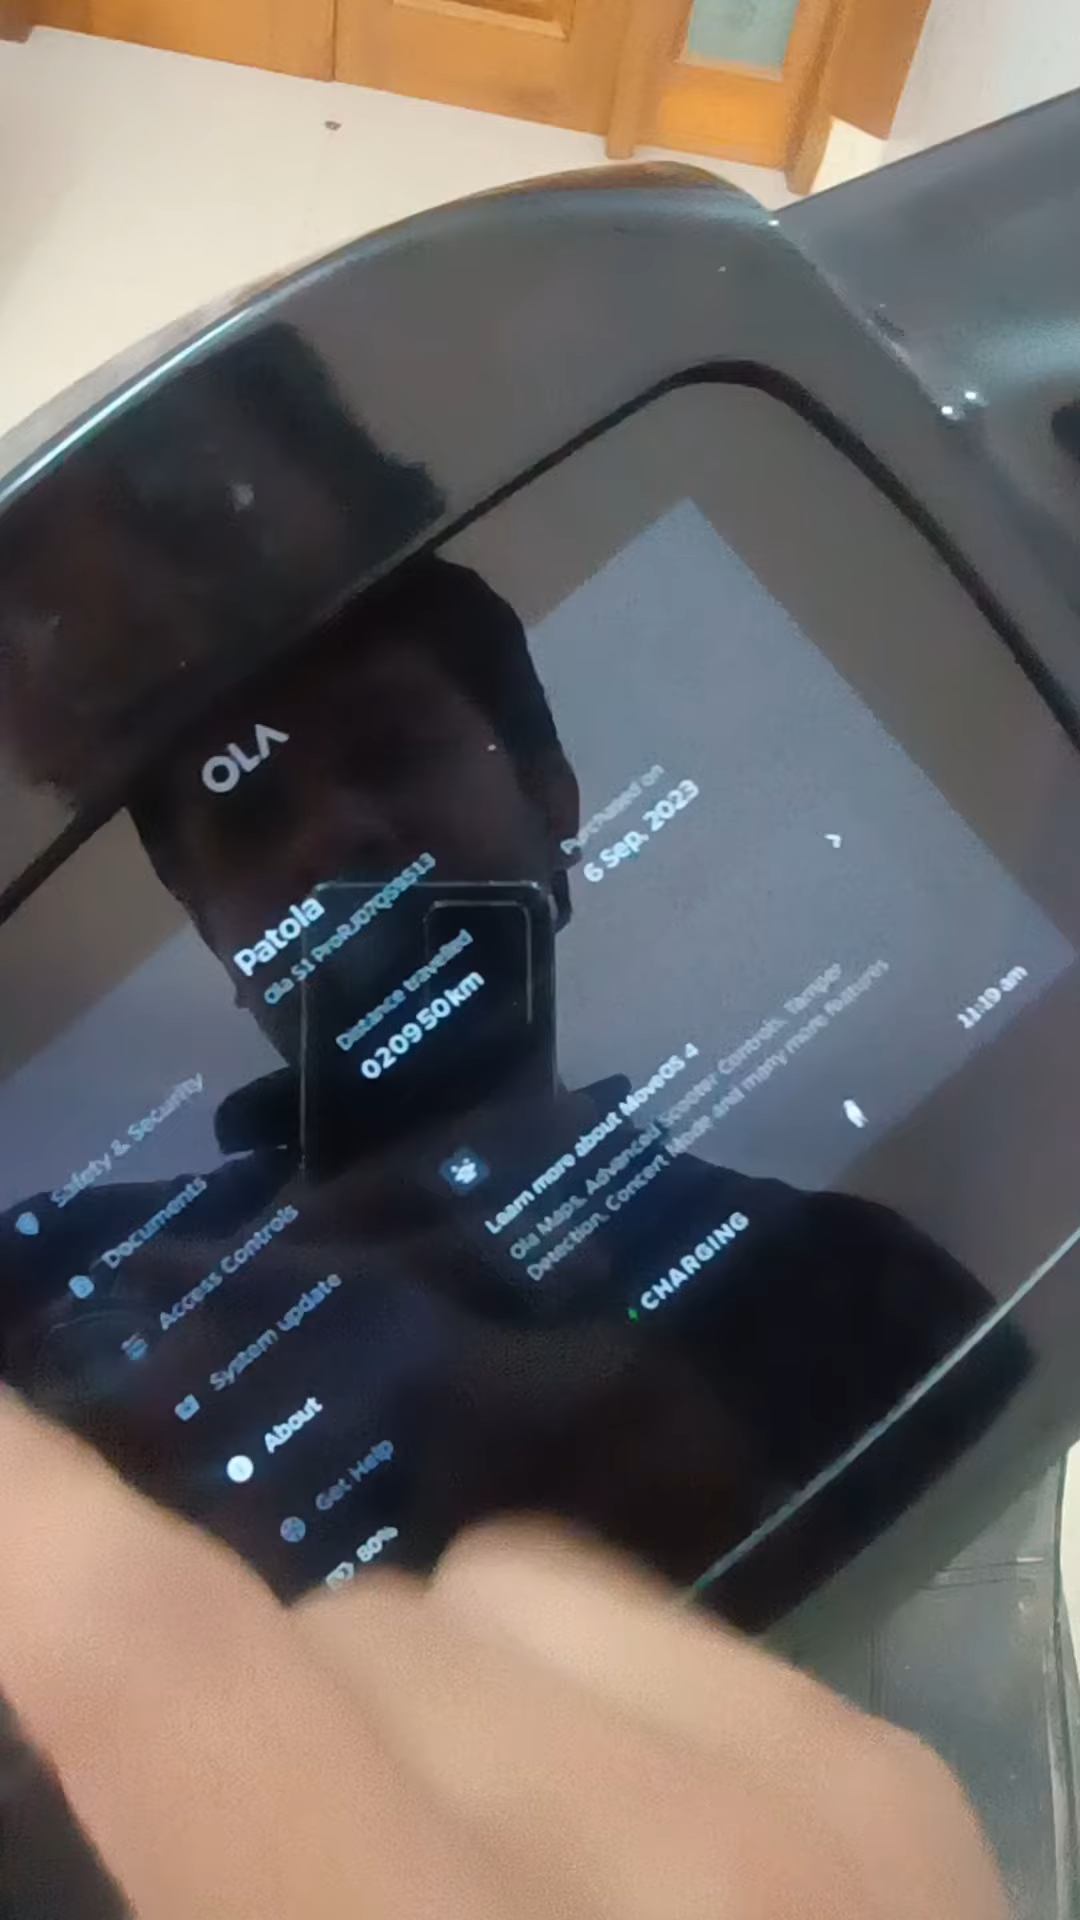 OLA
Patola
Ola S1 Pro
Distance travelled
020950 km
Purchased on
6 Sep, 2023
Learn more about MoveOS 4
Ola Maps, Advanced Scooter Controls, Tamper
Detection, Concert Mode and many more features
Safety & Security
Documents
Access Controls
System update
About
Get Help
80%
CHARGING
11:19 am